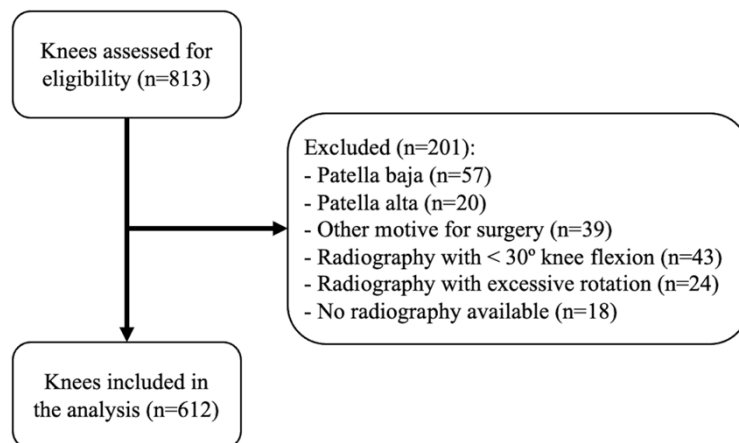 Knees assessed for
eligibility (n=813)
Excluded (n=201):
- Patella baja (n=57)
- Patella alta (n=20)
- Other motive for surgery (n=39)
- Radiography with < 30º knee flexion (n=43)
- Radiography with excessive rotation (n=24)
- No radiography available (n=18)
Knees included in
the analysis (n=612)